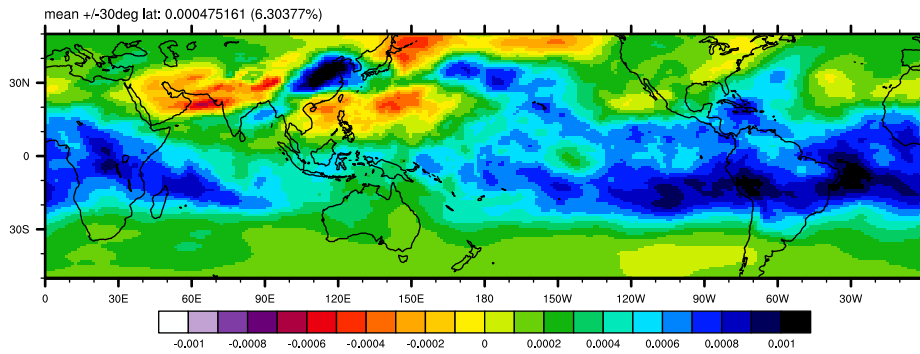 mean +/-30deg lat: 0.000475161 (6.30377%)
30N
0
30S
0 30E 60E 90E 120E 150E 180 150W 120W 90W 60W 30W
-0.001 -0.0008 -0.0006 -0.0004 -0.0002 0 0.0002 0.0004 0.0006 0.0008 0.001